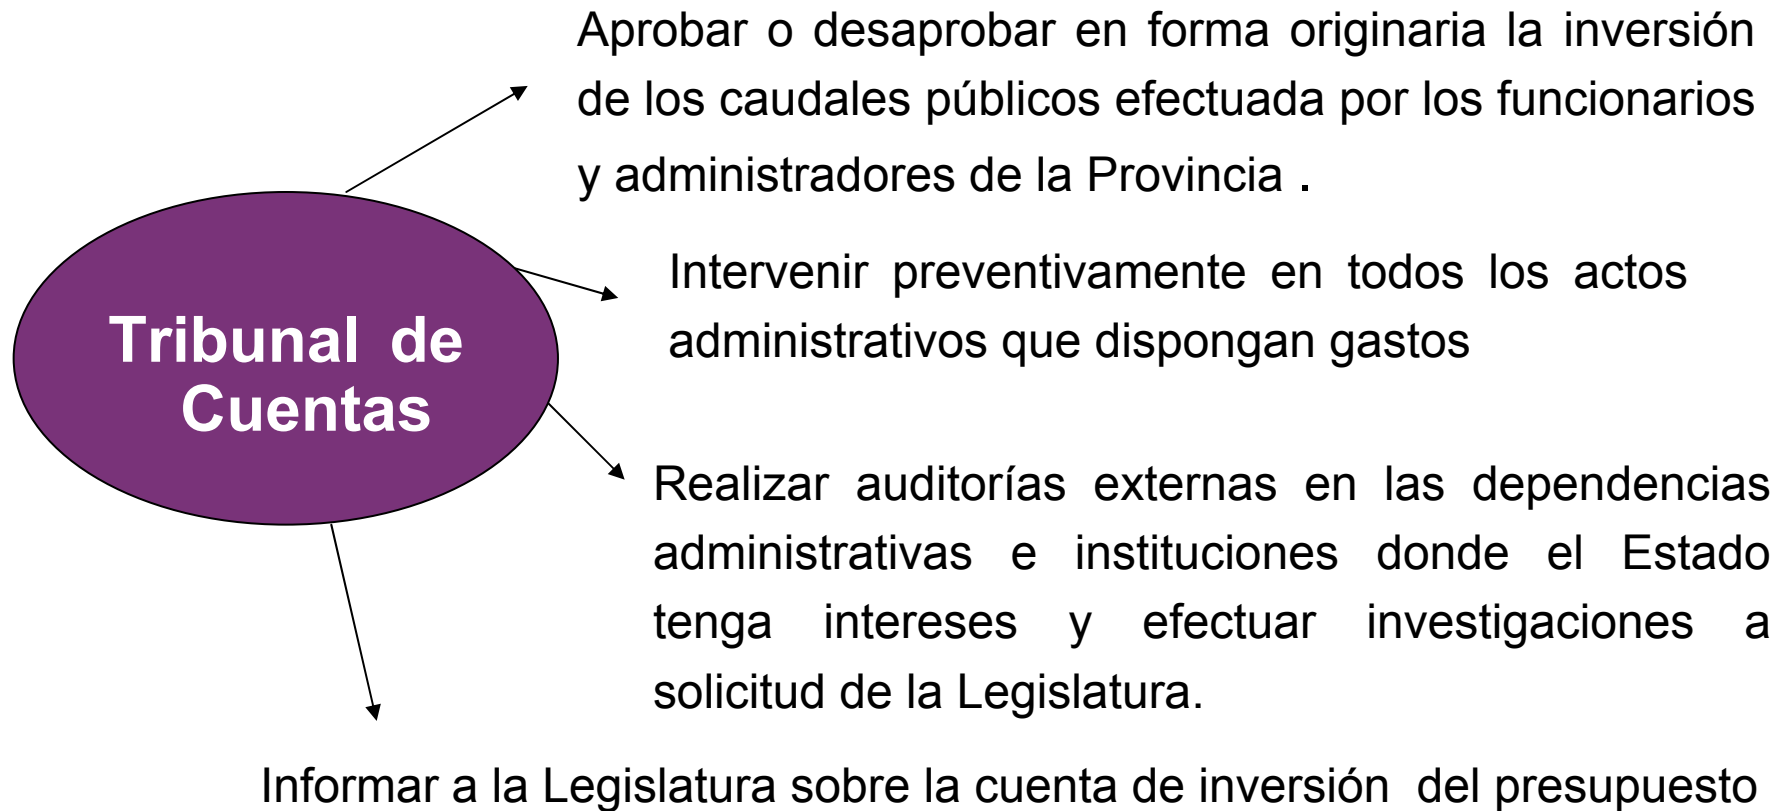 Aprobar o desaprobar en forma originaria la inversión
de los caudales públicos efectuada por los funcionarios
y administradores de la Provincia .
Intervenir preventivamente en todos los actos
administrativos que dispongan gastos
Tribunal de
Cuentas
Realizar auditorías externas en las dependencias
administrativas e instituciones donde el Estado
tenga intereses y efectuar investigaciones a
solicitud de la Legislatura.
Informar a la Legislatura sobre la cuenta de inversión del presupuesto